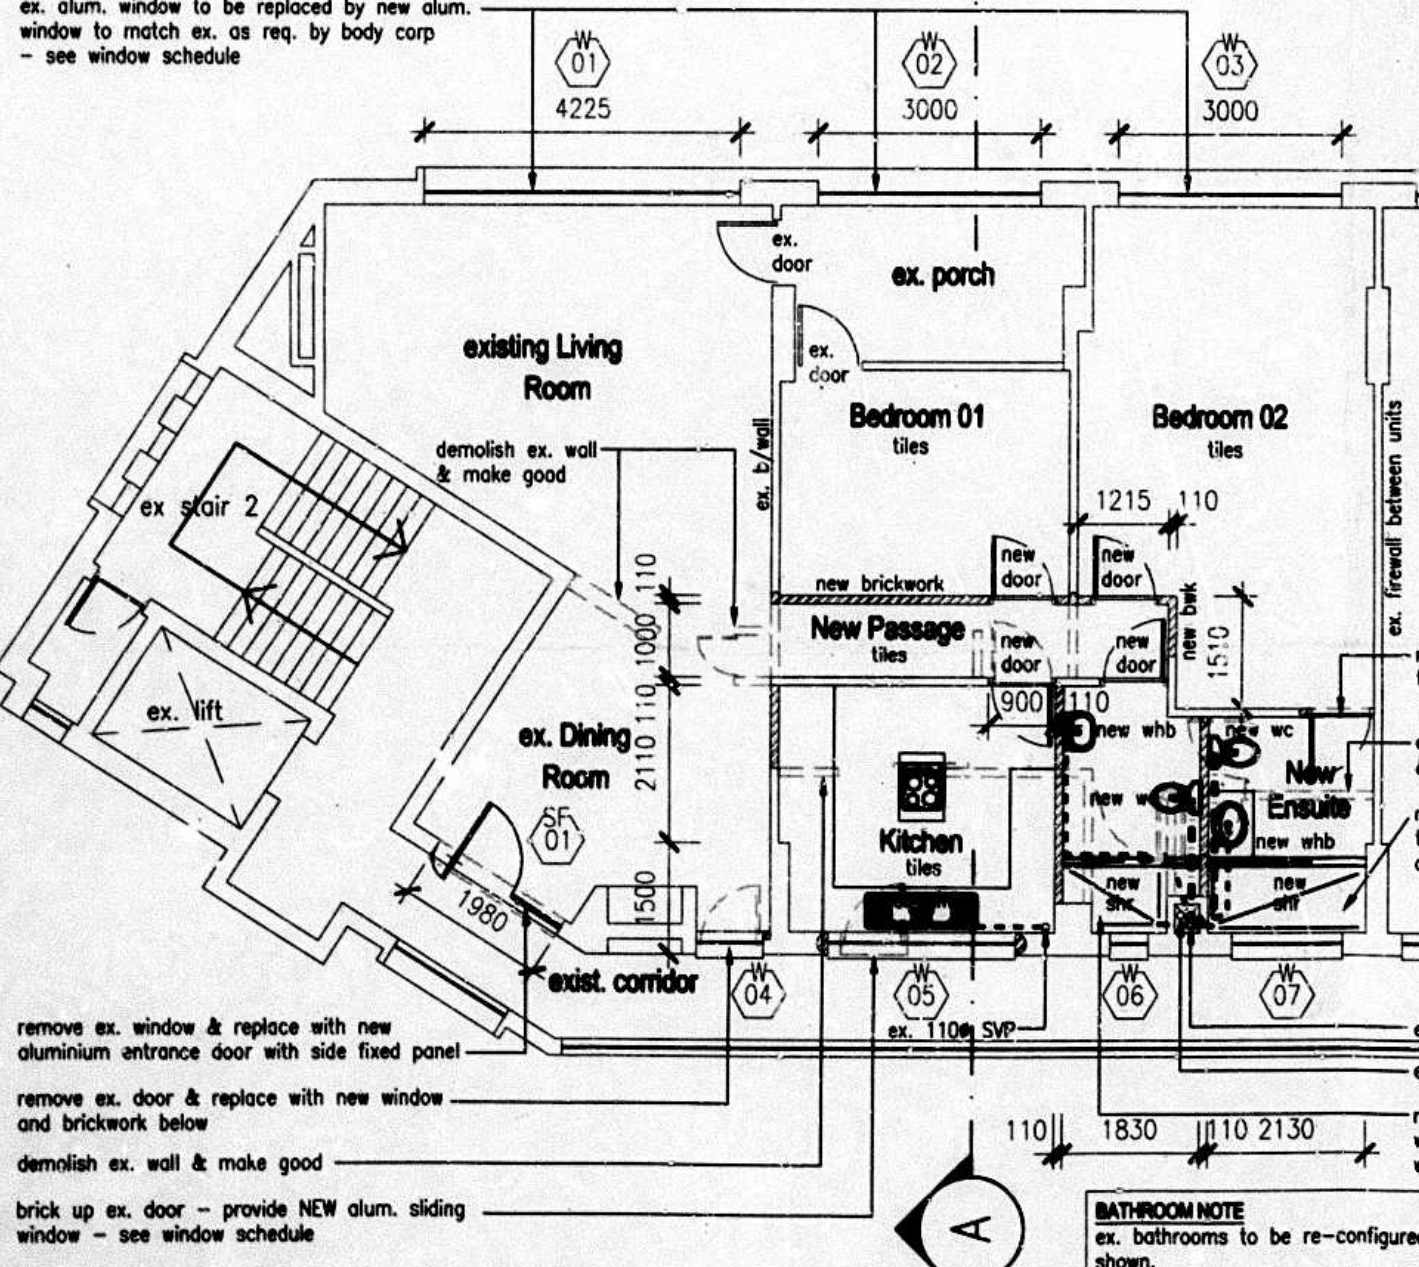 ex. alum. window to be replaced by new alum.
window to match ex. as req. by body corp
- see window schedule
W
01
W
02
W
03
4225
3000
3000
ex.
door
ex. porch
existing Living
Room
ex.
door
Bedroom 01
tiles
Bedroom 02
tiles
demolish ex. wall
& make good
ex. b/wall
ex. firewall between units
ex stair 2
1215
110
110
new
door
new
door
new brickwork
new bwk
New Passage
tiles
new
door
new
door
1000
1510
ex. lift
900
110
110
new whb
new wc
ex. Dining
Room
2110
New
Ensuite
new w
SF
01
Kitchen
tiles
new whb
new
shr
new
shr
1980
1500
exist. corridor
W
04
W
05
W
06
W
07
ex. 110ø SVP
remove ex. window & replace with new
aluminium entrance door with side fixed panel
remove ex. door & replace with new window
and brickwork below
110
1830
110
2130
demolish ex. wall & make good
brick up ex. door - provide NEW alum. sliding
window - see window schedule
A
BATHROOM NOTE
ex. bathrooms to be re-configured
shown.